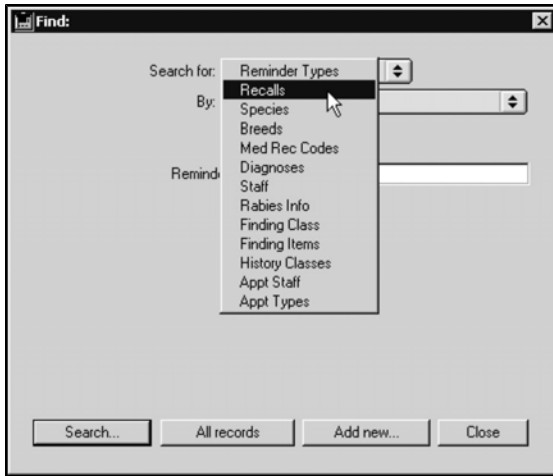 Find:
Search for: Reminder Types
Recalls
By:
Species
Breeds
Med Rec Codes
Diagnoses
Staff
Rabies Info
Finding Class
Finding Items
History Classes
Appt Staff
Appt Types
Search... All records Add new... Close